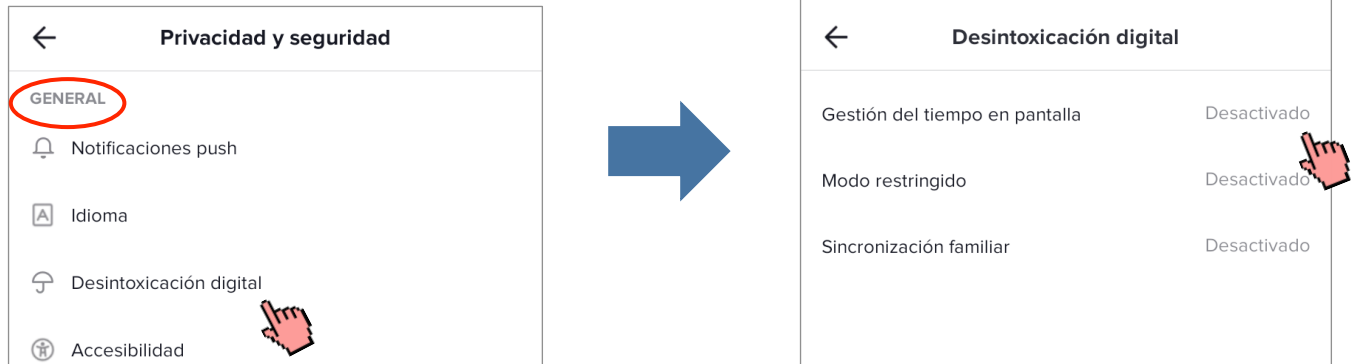 Privacidad y seguridad
GENERAL
Notificaciones push
Idioma
Desintoxicación digital
Accesibilidad
Desintoxicación digital
Gestión del tiempo en pantalla Desactivado
Modo restringido Desactivado
Sincronización familiar Desactivado